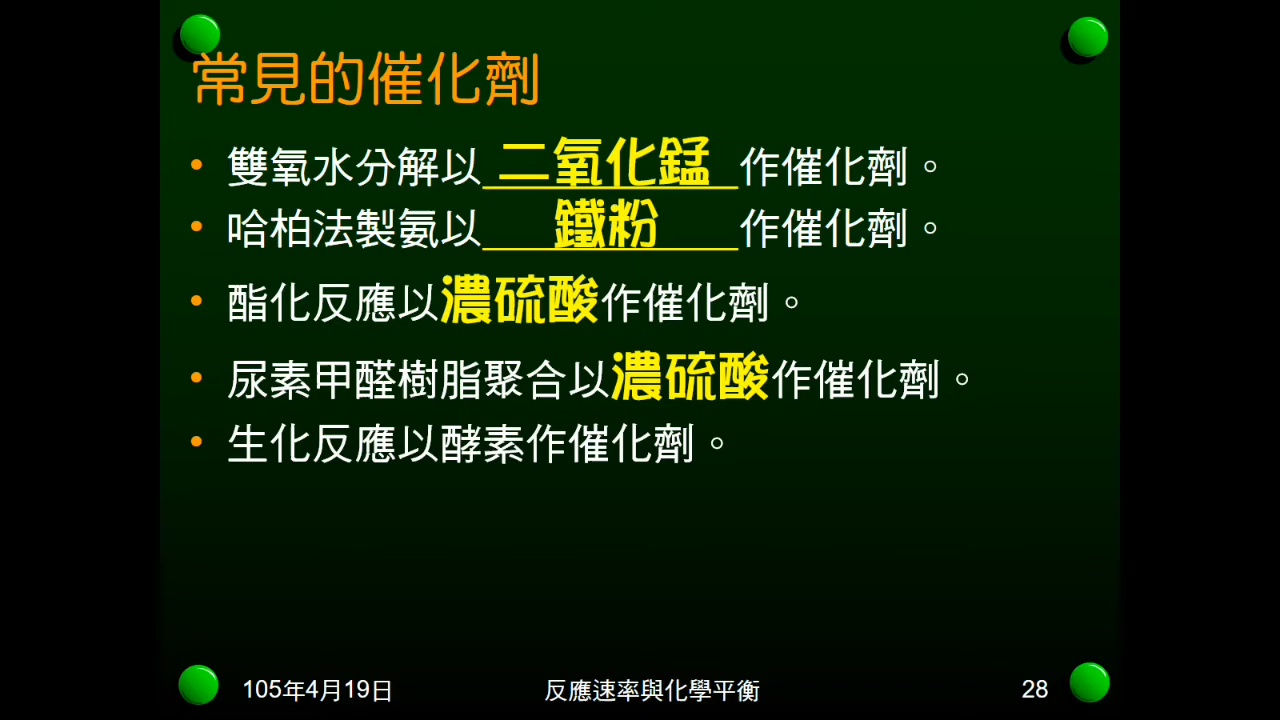 常見的催化劑
• 雙氧水分解以二氧化錳作催化劑。
• 哈柏法製氨以鐵粉作催化劑。
• 酯化反應以濃硫酸作催化劑。
• 尿素甲醛樹脂聚合以濃硫酸作催化劑。
• 生化反應以酵素作催化劑。
105年4月19日 反應速率與化學平衡 28